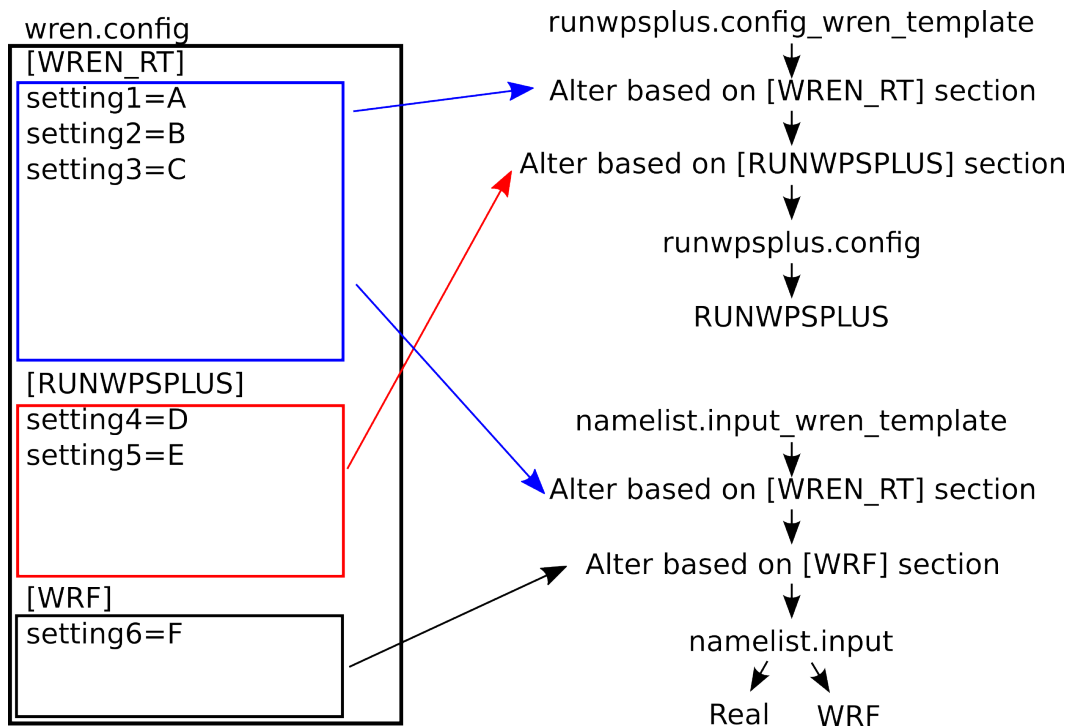 wren.config
[WREN_RT]
setting1=A
setting2=B
setting3=C
[RUNWPSPLUS]
setting4=D
setting5=E
[WRF]
setting6=F
runwpsplus.config_wren_template
Alter based on [WREN_RT] section
Alter based on [RUNWPSPLUS] section
runwpsplus.config
RUNWPSPLUS
namelist.input_wren_template
Alter based on [WREN_RT] section
Alter based on [WRF] section
namelist.input
Real WRF